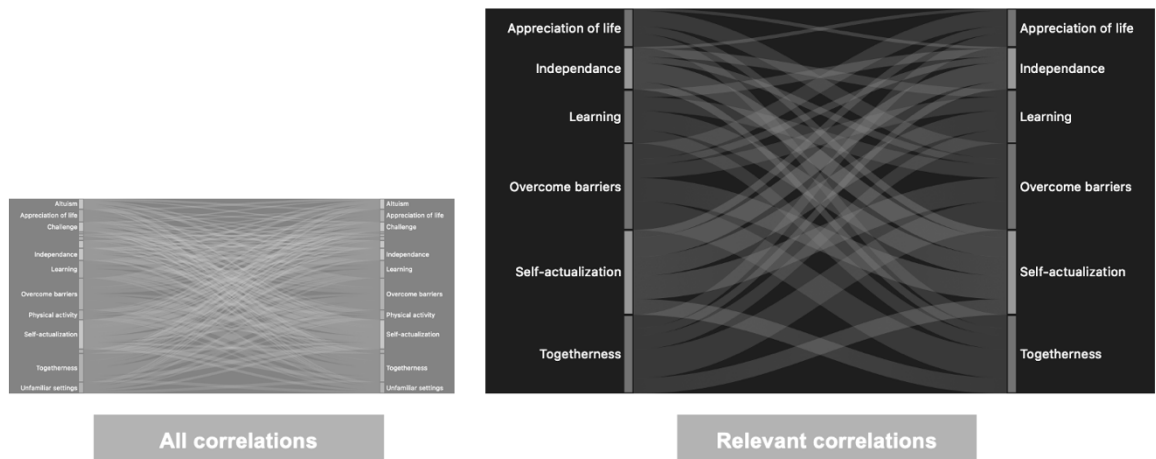 Altuism
Appreciation of life
Challenge
Independance
Learning
Overcome barriers
Physical activity
Self-actualization
Togetherness
Unfamiliar settings
Altuism
Appreciation of life
Challenge
Independance
Learning
Overcome barriers
Physical activity
Self-actualization
Togetherness
Unfamiliar settings
All correlations
Appreciation of life
Independance
Learning
Overcome barriers
Self-actualization
Togetherness
Appreciation of life
Independance
Learning
Overcome barriers
Self-actualization
Togetherness
Relevant correlations